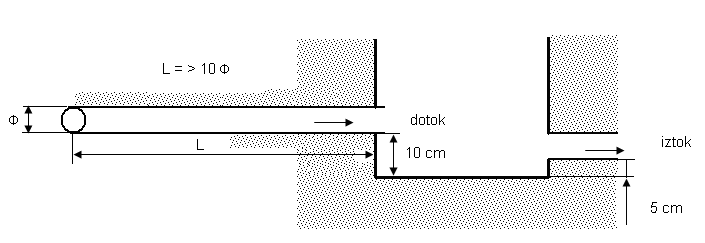 L = > 10 Φ
Φ
dotok
iztok
L
10 cm
5 cm